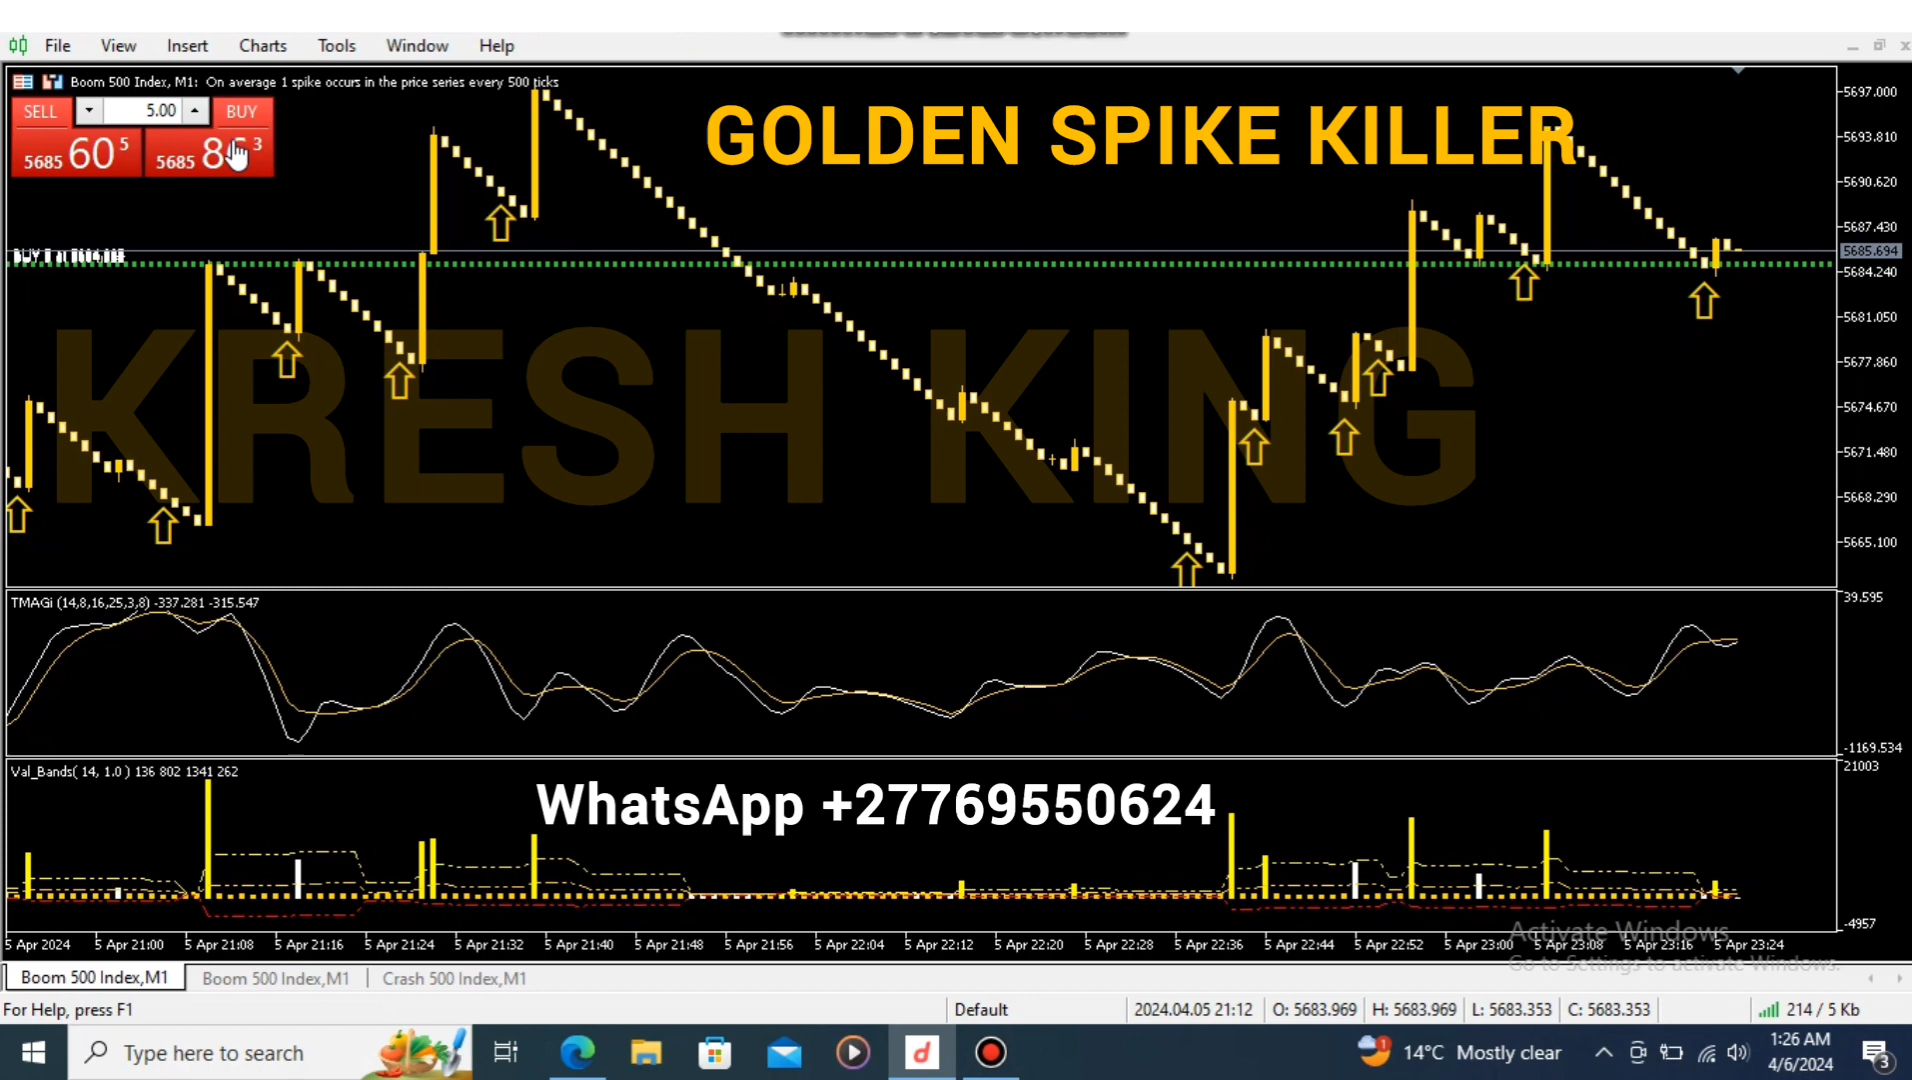 File View Insert Charts Tools Window Help
Boom 500 Index, M1: On average 1 spike occurs in the price series every 500 ticks
SELL 5.00 BUY
5685 60 5 5685 3
GOLDEN SPIKE KILLER
5697.000
5693.810
5690.620
5687.430
5685.694
5684.240
5681.050
5677.860
5674.670
5671.480
5668.290
5665.100
KRESH KING
TMAGi (14,8,16,25,3,8) -337.281 -315.547
39.595
-1169.534
Val_Bands( 14, 1.0 ) 136 802 1341 262
21003
-4957
WhatsApp +27769550624
5 Apr 2024 5 Apr 21:00 5 Apr 21:08 5 Apr 21:16 5 Apr 21:24 5 Apr 21:32 5 Apr 21:40 5 Apr 21:48 5 Apr 21:56 5 Apr 22:04 5 Apr 22:12 5 Apr 22:20 5 Apr 22:28 5 Apr 22:36 5 Apr 22:44 5 Apr 22:52 5 Apr 23:00 5 Apr 23:08 5 Apr 23:16 5 Apr 23:24
Activate Windows
Go to Settings to activate Windows.
Boom 500 Index,M1 Boom 500 Index,M1 Crash 500 Index,M1
For Help, press F1 Default 2024.04.05 21:12 O: 5683.969 H: 5683.969 L: 5683.353 C: 5683.353 214 / 5 Kb
Type here to search 14°C Mostly clear
1:26 AM
4/6/2024
3